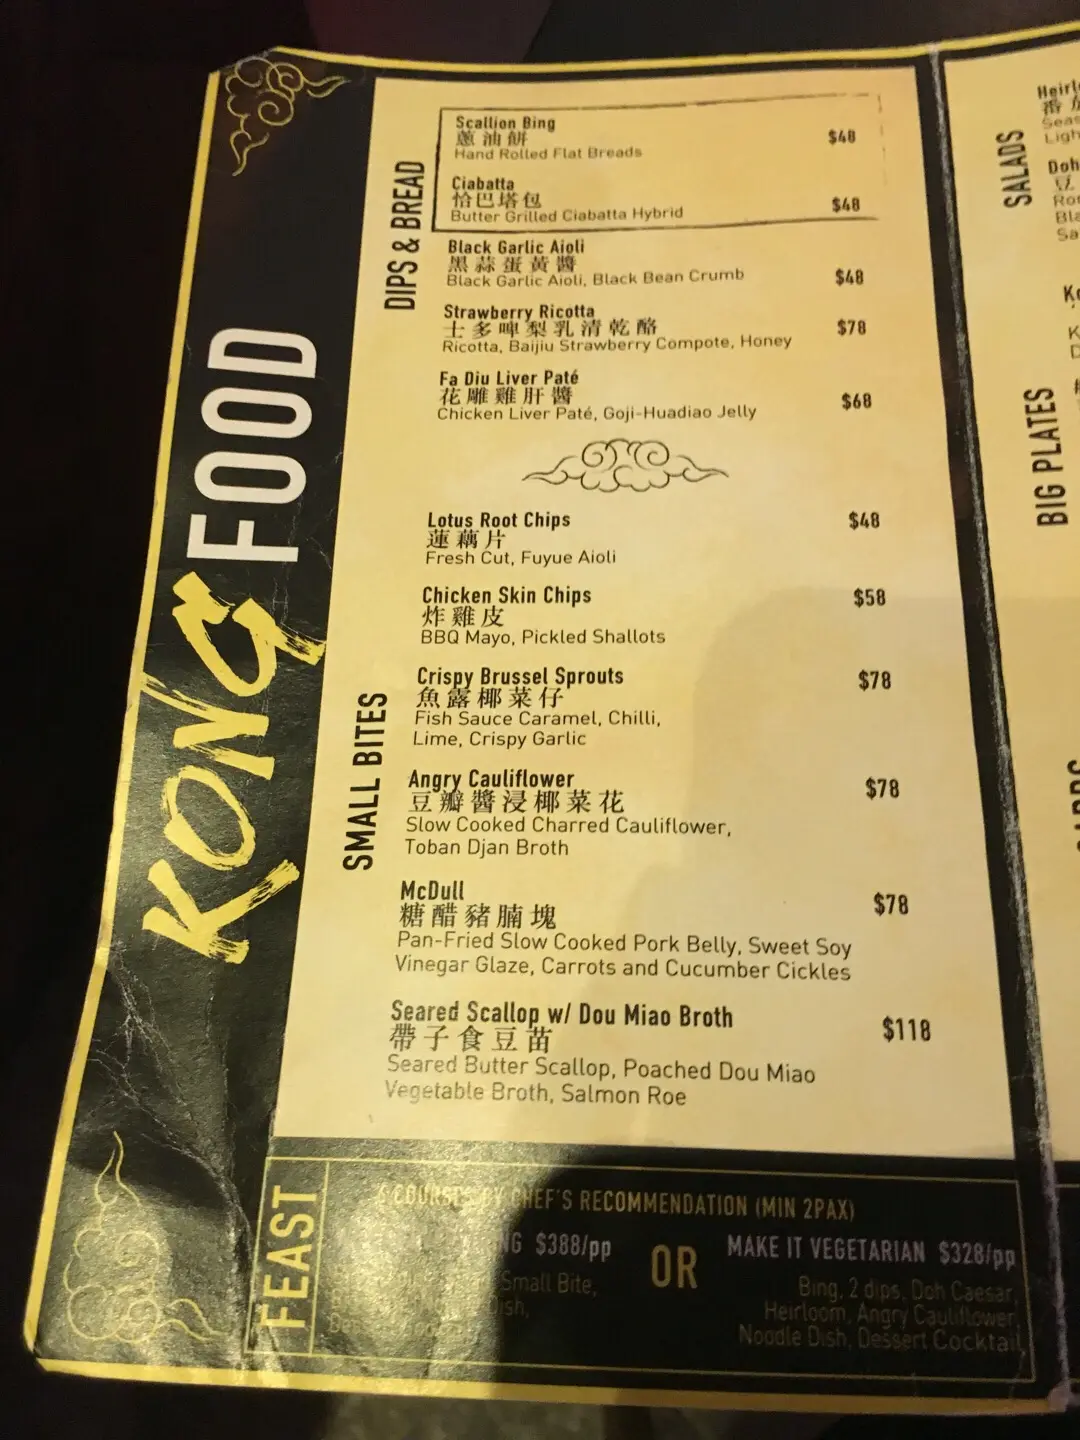 KONG FOOD
DIPS & BREAD
Scallion Bing $48
蔥油餅
Hand Rolled Flat Breads
Ciabatta
恰巴塔包 $48
Butter Grilled Ciabatta Hybrid
Black Garlic Aioli
黑蒜蛋黃醬 $48
Black Garlic Aioli, Black Bean Crumb
Strawberry Ricotta
士多啤梨乳清乾酪 $78
Ricotta, Baijiu Strawberry Compote, Honey
Fa Diu Liver Paté
花雕雞肝醬 $68
Chicken Liver Paté, Goji-Huadiao Jelly
SMALL BITES
Lotus Root Chips $48
蓮藕片
Fresh Cut, Fuyue Aioli
Chicken Skin Chips $58
炸雞皮
BBQ Mayo, Pickled Shallots
Crispy Brussel Sprouts $78
魚露椰菜仔
Fish Sauce Caramel, Chilli,
Lime, Crispy Garlic
Angry Cauliflower $78
豆瓣醬浸椰菜花
Slow Cooked Charred Cauliflower,
Toban Djan Broth
McDull $78
糖醋豬腩塊
Pan-Fried Slow Cooked Pork Belly, Sweet Soy
Vinegar Glaze, Carrots and Cucumber Cickles
Seared Scallop w/ Dou Miao Broth $118
帶子食豆苗
Seared Butter Scallop, Poached Dou Miao
Vegetable Broth, Salmon Roe
FEAST
COURSES BY CHEF'S RECOMMENDATION (MIN 2PAX)
$388/pp
Small Bite,
OR
MAKE IT VEGETARIAN $328/pp
Bing, 2 dips, Doh Caesar,
Heirloom, Angry Cauliflower,
Noodle Dish, Dessert Cocktail
SALADS
Doh
豆
BIG PLATES